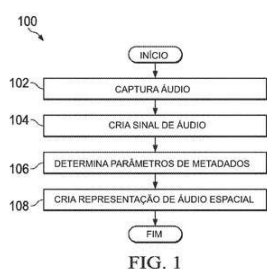 100
INÍCIO
102
CAPTURA ÁUDIO
104
CRIA SINAL DE ÁUDIO
106
DETERMINA PARÂMETROS DE METADADOS
108
CRIA REPRESENTAÇÃO DE ÁUDIO ESPACIAL
FIM
FIG. 1